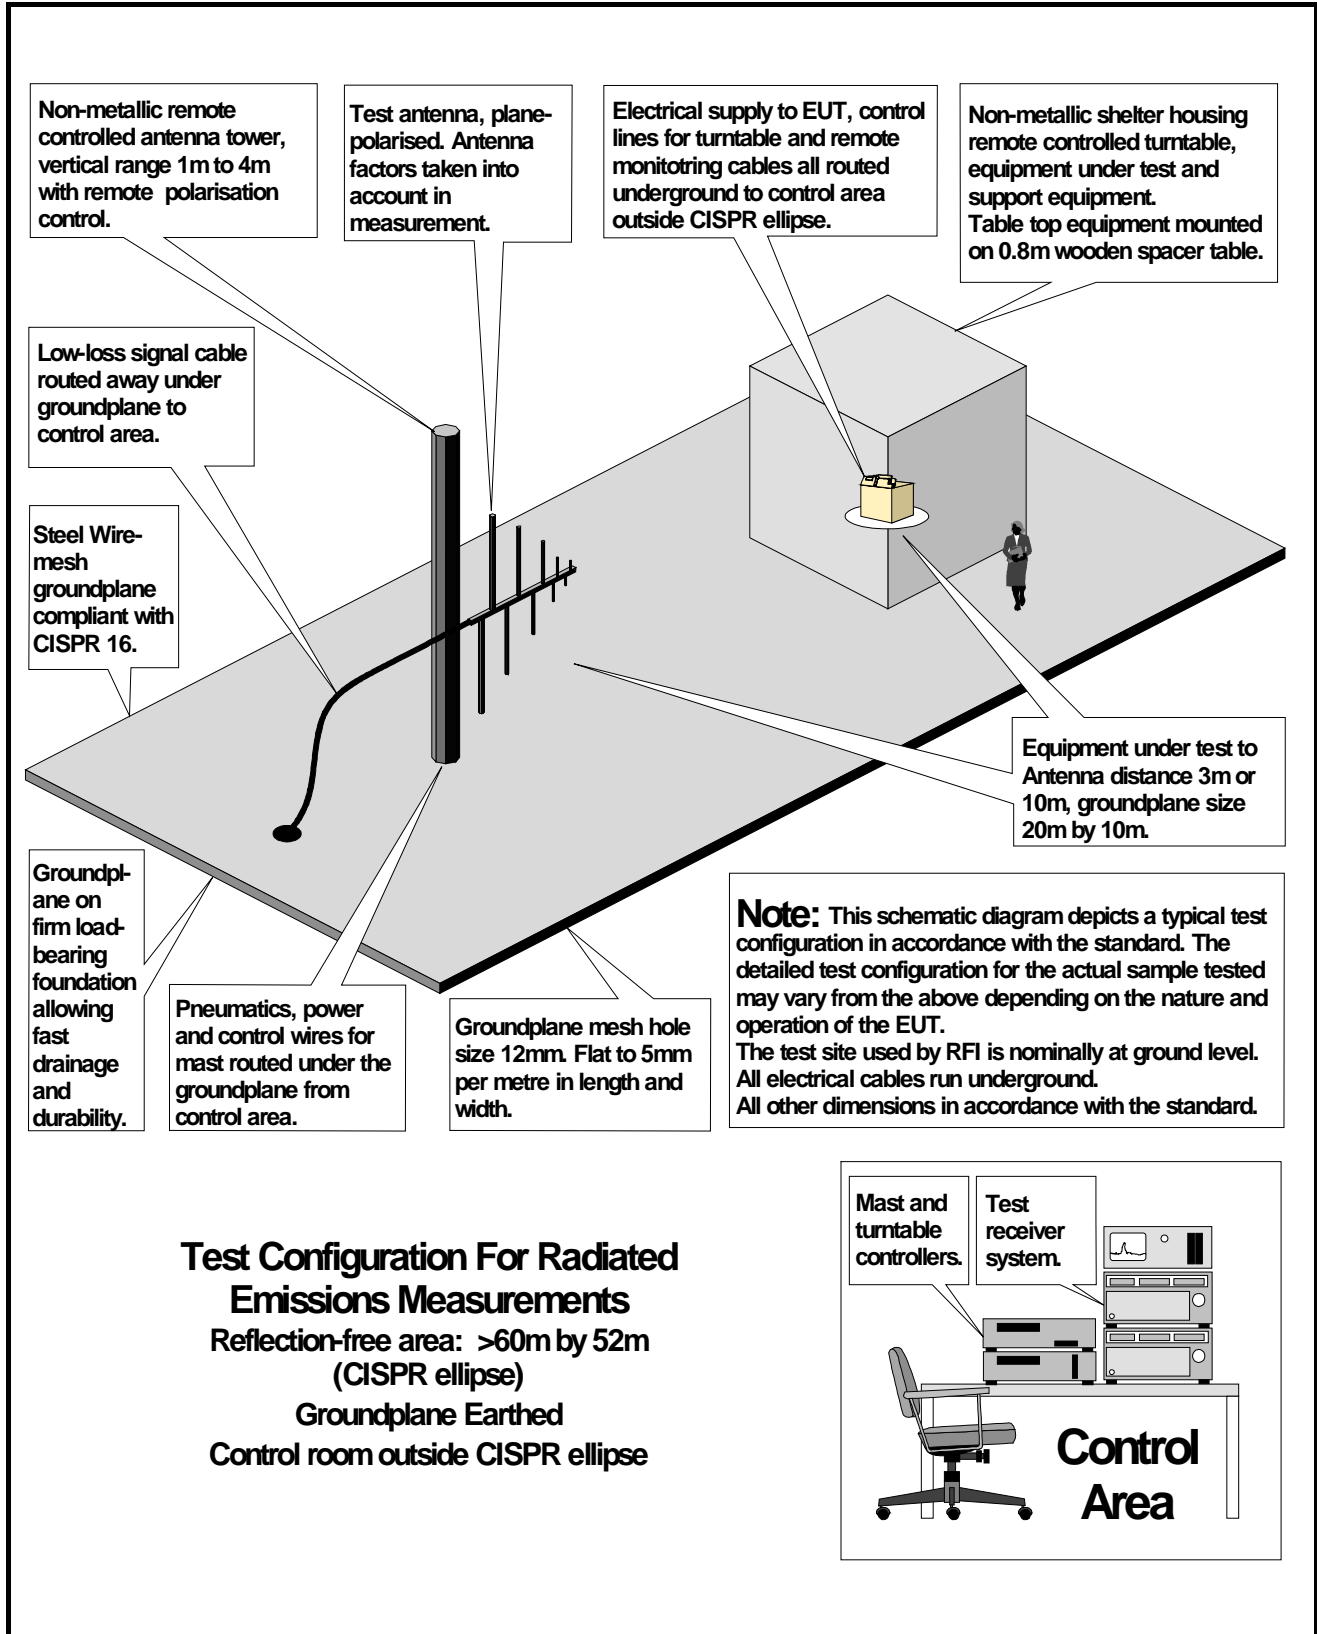 Non-metallic remote
controlled antenna tower,
vertical range 1m to 4m
with remote polarisation
control.
Test antenna, plane-
polarised. Antenna
factors taken into
account in
measurement.
Electrical supply to EUT, control
lines for turntable and remote
monitotring cables all routed
underground to control area
outside CISPR ellipse.
Non-metallic shelter housing
remote controlled turntable,
equipment under test and
support equipment.
Table top equipment mounted
on 0.8m wooden spacer table.
Low-loss signal cable
routed away under
groundplane to
control area.
Steel Wire-
mesh
groundplane
compliant with
CISPR 16.
Equipment under test to
Antenna distance 3m or
10m, groundplane size
20m by 10m.
Groundpl-
ane on
firm load-
bearing
foundation
allowing
fast
drainage
and
durability.
Pneumatics, power
and control wires for
mast routed under the
groundplane from
control area.
Groundplane mesh hole
size 12mm. Flat to 5mm
per metre in length and
width.
Note: This schematic diagram depicts a typical test
configuration in accordance with the standard. The
detailed test configuration for the actual sample tested
may vary from the above depending on the nature and
operation of the EUT.
The test site used by RFI is nominally at ground level.
All electrical cables run underground.
All other dimensions in accordance with the standard.
Test Configuration For Radiated
Emissions Measurements
Reflection-free area: >60m by 52m
(CISPR ellipse)
Groundplane Earthed
Control room outside CISPR ellipse
Mast and
turntable
controllers.
Test
receiver
system.
Control
Area